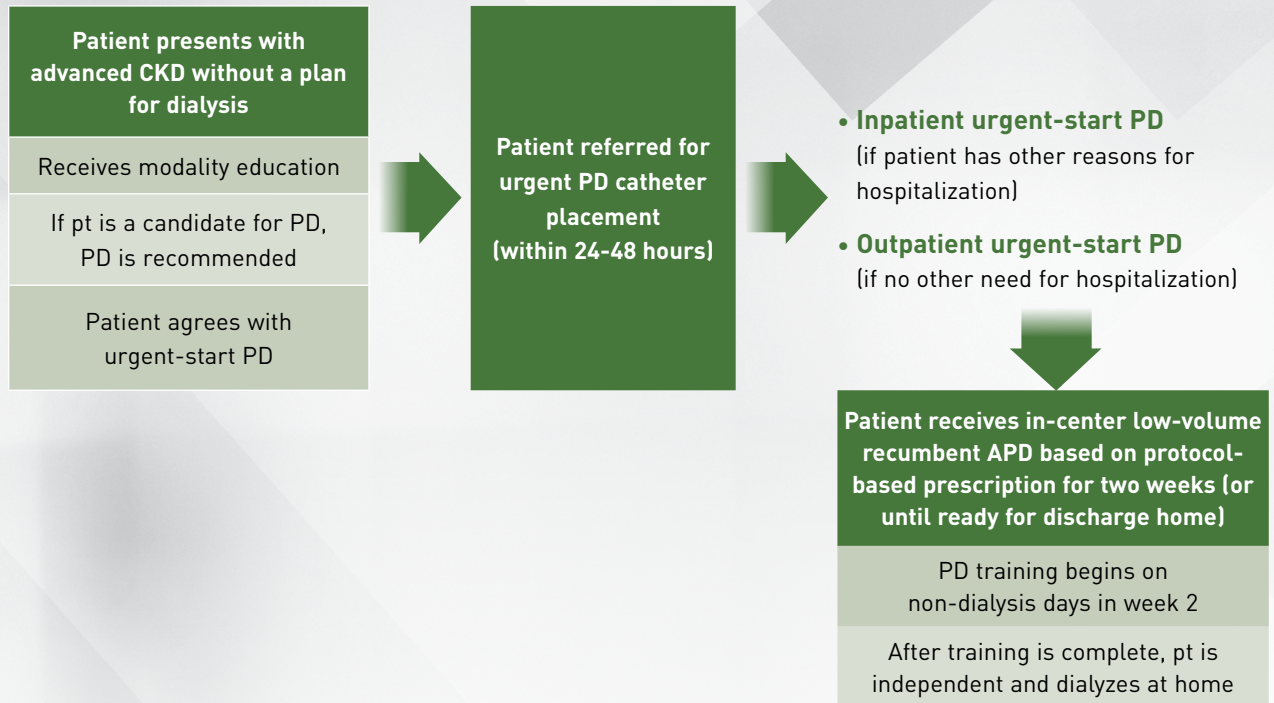 Patient presents with
advanced CKD without a plan
for dialysis
Receives modality education
If pt is a candidate for PD,
PD is recommended
Patient agrees with
urgent-start PD
Patient referred for
urgent PD catheter
placement
(within 24-48 hours)
• Inpatient urgent-start PD
(if patient has other reasons for
hospitalization)
• Outpatient urgent-start PD
(if no other need for hospitalization)
Patient receives in-center low-volume
recumbent APD based on protocol-
based prescription for two weeks (or
until ready for discharge home)
PD training begins on
non-dialysis days in week 2
After training is complete, pt is
independent and dialyzes at home